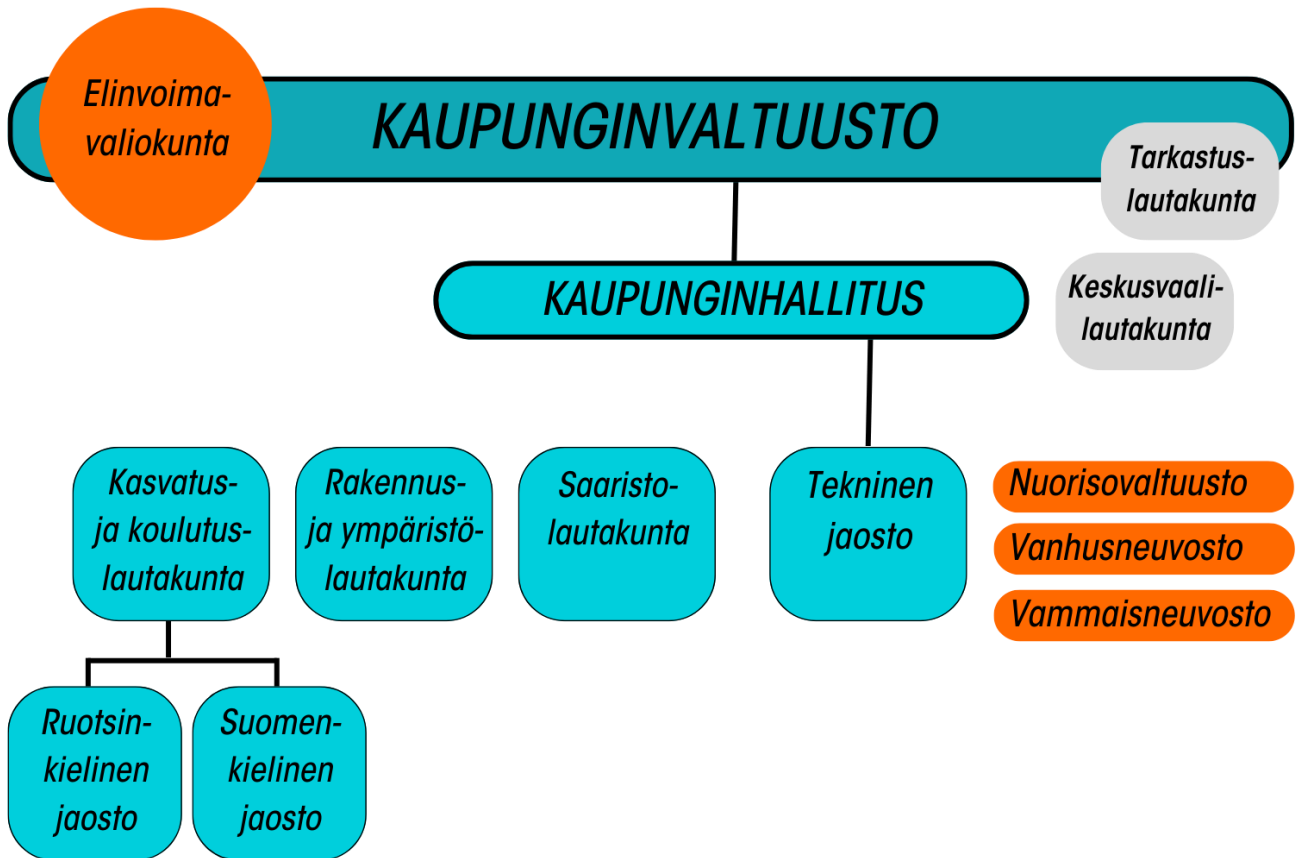 Elinvoima-
valiokunta
KAUPUNGINVALTUUSTO
Tarkastus-
lautakunta
KAUPUNGINHALLITUS
Keskusvaali-
lautakunta
Kasvatus-
ja koulutus-
lautakunta
Rakennus-
ja ympäristö-
lautakunta
Saaristo-
lautakunta
Tekninen
jaosto
Nuorisovaltuusto
Vanhusneuvosto
Vammaisneuvosto
Ruotsin-
kielinen
jaosto
Suomen-
kielinen
jaosto